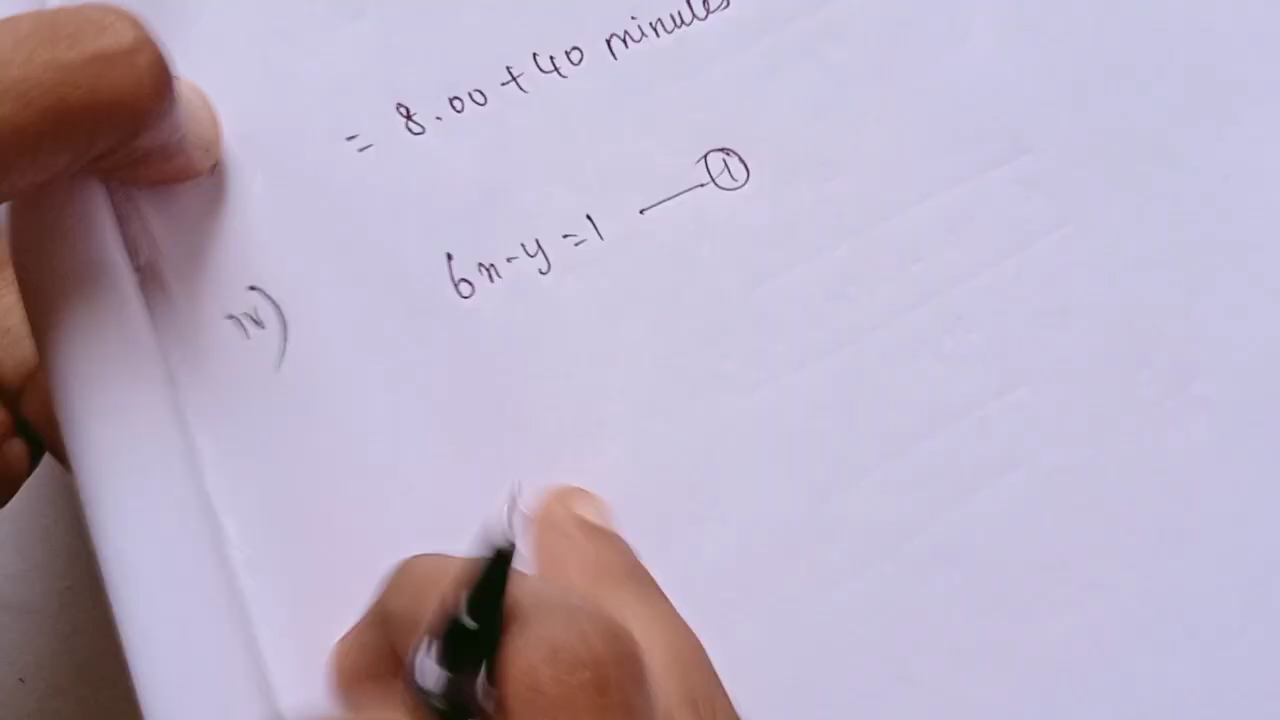 = 8.00 + 40 minutes
6x - y = 1 — ①
iv)